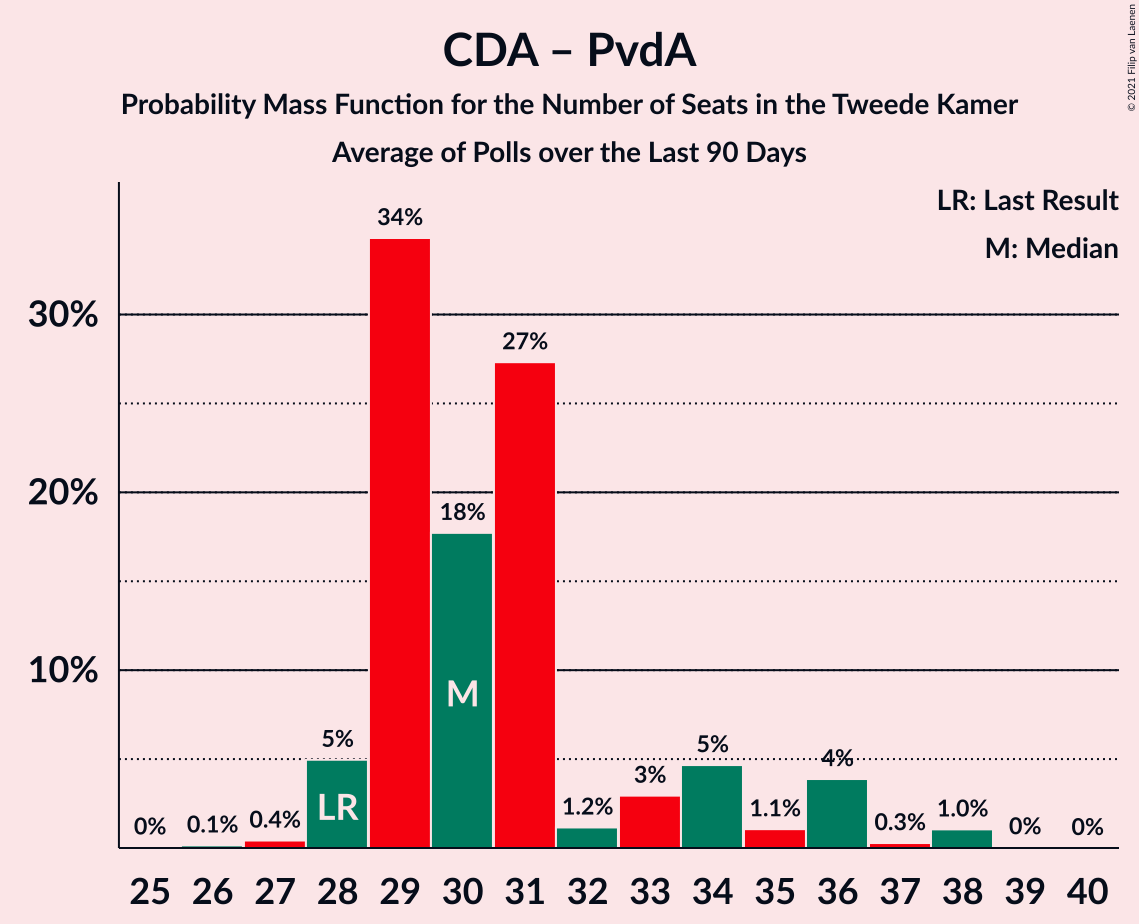 CDA – PvdA
Probability Mass Function for the Number of Seats in the Tweede Kamer
Average of Polls over the Last 90 Days
© 2021 Filip van Laenen
LR: Last Result
M: Median
30%
20%
10%
0%
0.1%
0.4%
5%
34%
18%
27%
1.2%
3%
5%
1.1%
4%
0.3%
1.0%
0%
0%
LR
M
25 26 27 28 29 30 31 32 33 34 35 36 37 38 39 40